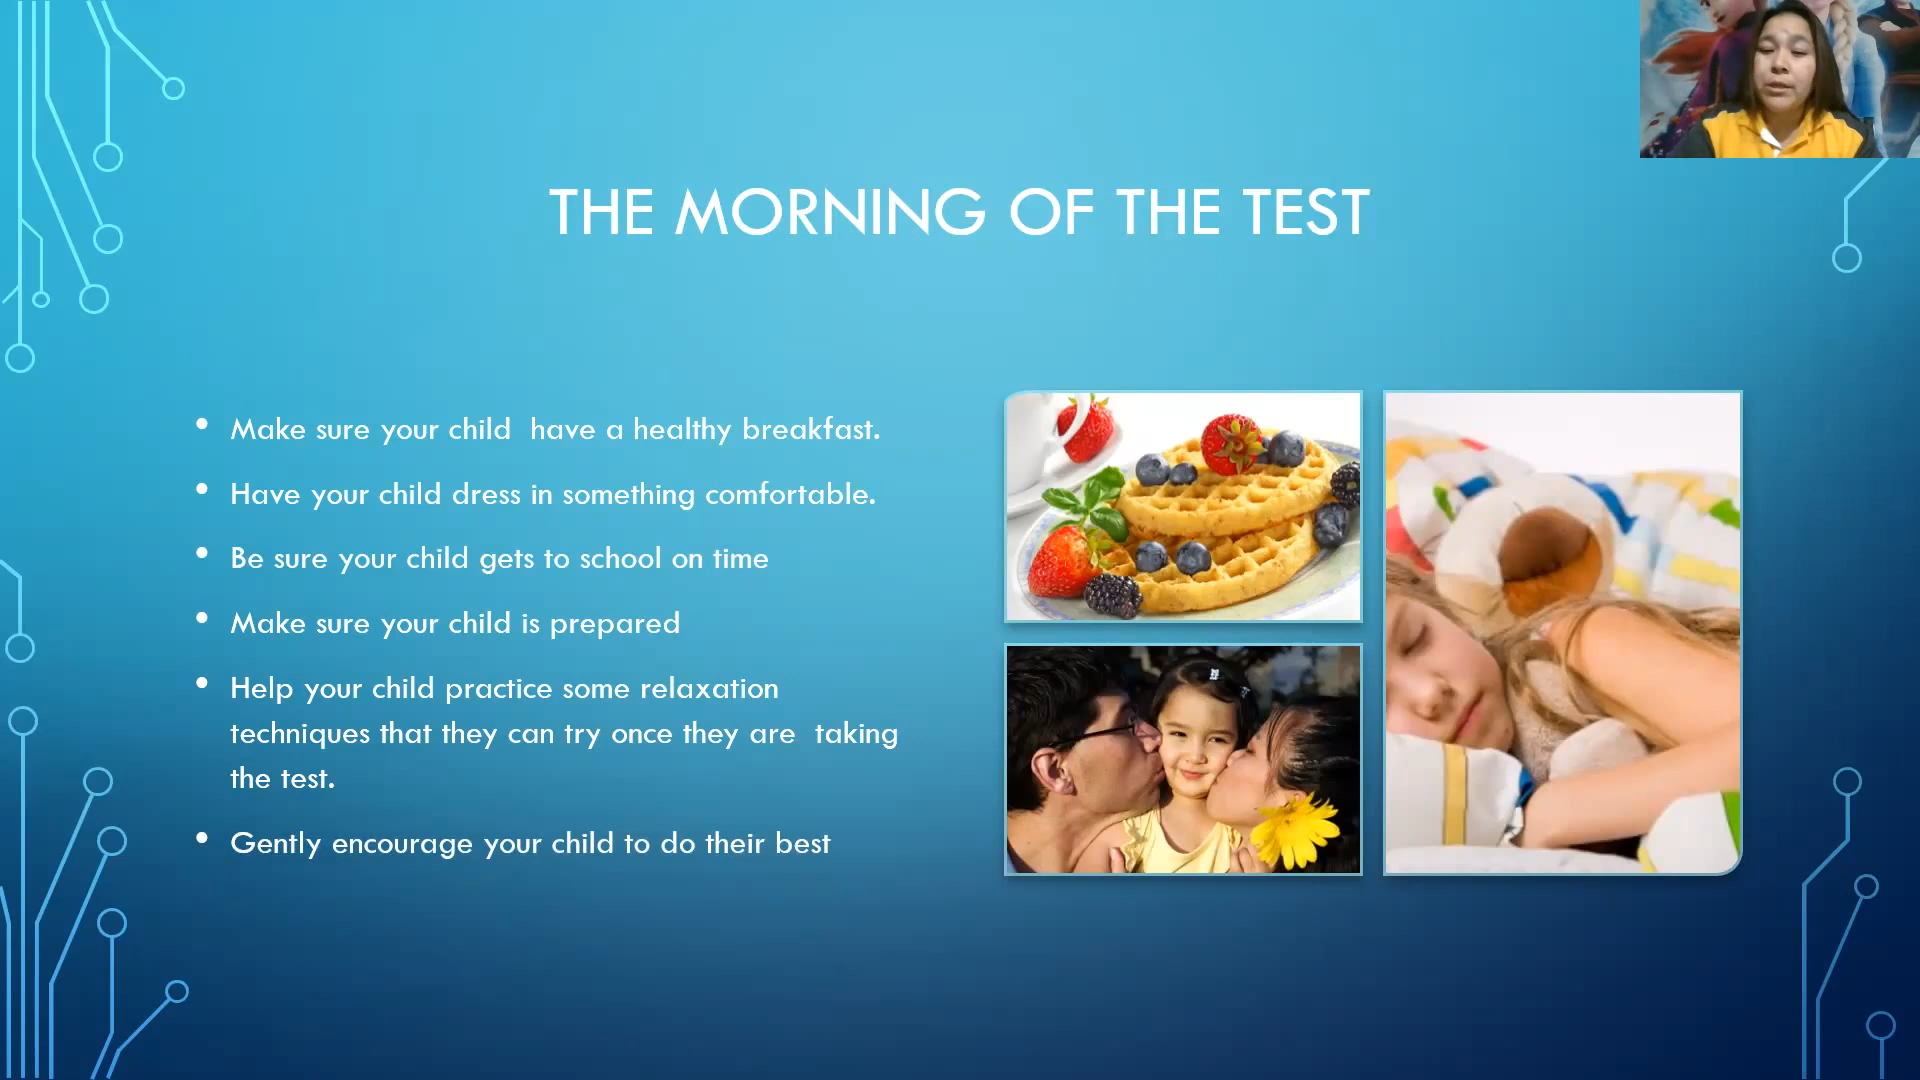 THE MORNING OF THE TEST
• Make sure your child  have a healthy breakfast.
• Have your child dress in something comfortable.
• Be sure your child gets to school on time
• Make sure your child is prepared
• Help your child practice some relaxation
techniques that they can try once they are  taking
the test.
• Gently encourage your child to do their best